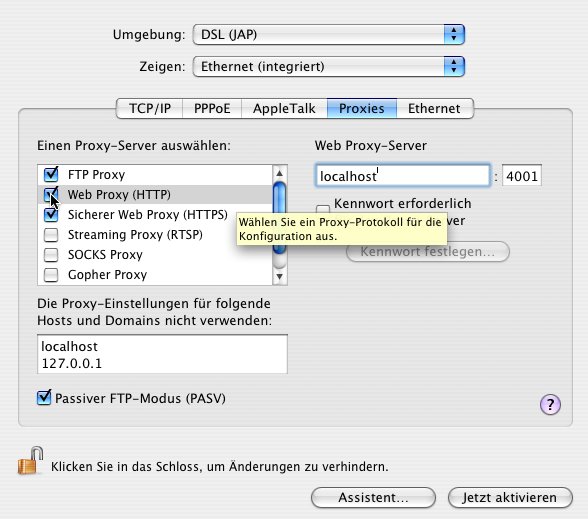 Umgebung: DSL (JAP)
Zeigen: Ethernet (integriert)
TCP/IP PPPoE AppleTalk Proxies Ethernet
Einen Proxy-Server auswählen:
FTP Proxy
Web Proxy (HTTP)
Sicherer Web Proxy (HTTPS)
Streaming Proxy (RTSP)
SOCKS Proxy
Gopher Proxy
Web Proxy-Server
localhost : 4001
Kennwort erforderlich
ver
Wählen Sie ein Proxy-Protokoll für die
Konfiguration aus.
Kennwort festlegen...
Die Proxy-Einstellungen für folgende
Hosts und Domains nicht verwenden:
localhost
127.0.0.1
Passiver FTP-Modus (PASV)
?
Klicken Sie in das Schloss, um Änderungen zu verhindern.
Assistent... Jetzt aktivieren